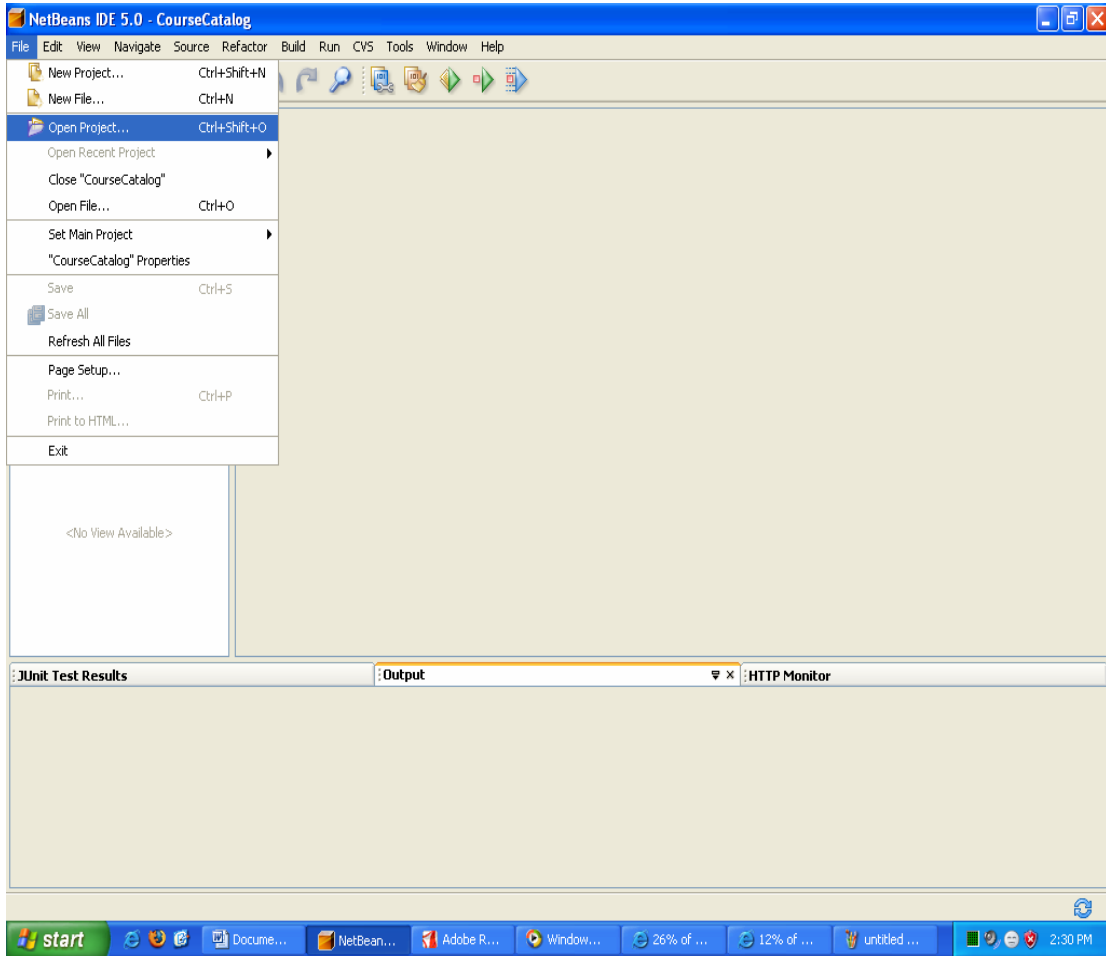 NetBeans IDE 5.0 - CourseCatalog
File Edit View Navigate Source Refactor Build Run CVS Tools Window Help
New Project... Ctrl+Shift+N
New File... Ctrl+N
Open Project... Ctrl+Shift+O
Open Recent Project
Close "CourseCatalog"
Open File... Ctrl+O
Set Main Project
"CourseCatalog" Properties
Save Ctrl+S
Save All
Refresh All Files
Page Setup...
Print... Ctrl+P
Print to HTML...
Exit
<No View Available>
JUnit Test Results Output HTTP Monitor
start Docume... NetBean... Adobe R... Window... 26% of ... 12% of ... untitled ... 2:30 PM